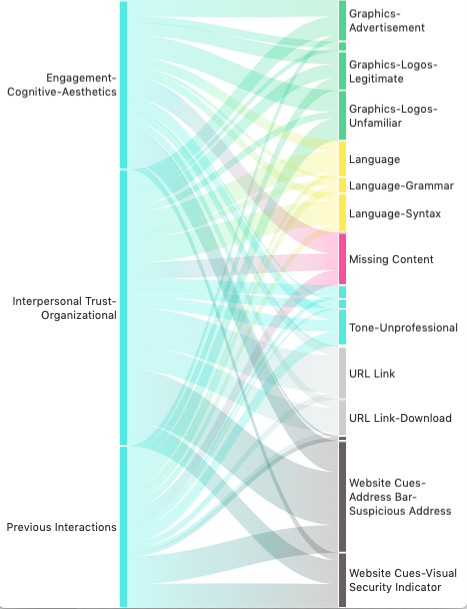 Engagement-
Cognitive-Aesthetics
Interpersonal Trust-
Organizational
Previous Interactions
Graphics-
Advertisement
Graphics-Logos-
Legitimate
Graphics-Logos-
Unfamiliar
Language
Language-Grammar
Language-Syntax
Missing Content
Tone-Unprofessional
URL Link
URL Link-Download
Website Cues-
Address Bar-
Suspicious Address
Website Cues-Visual
Security Indicator